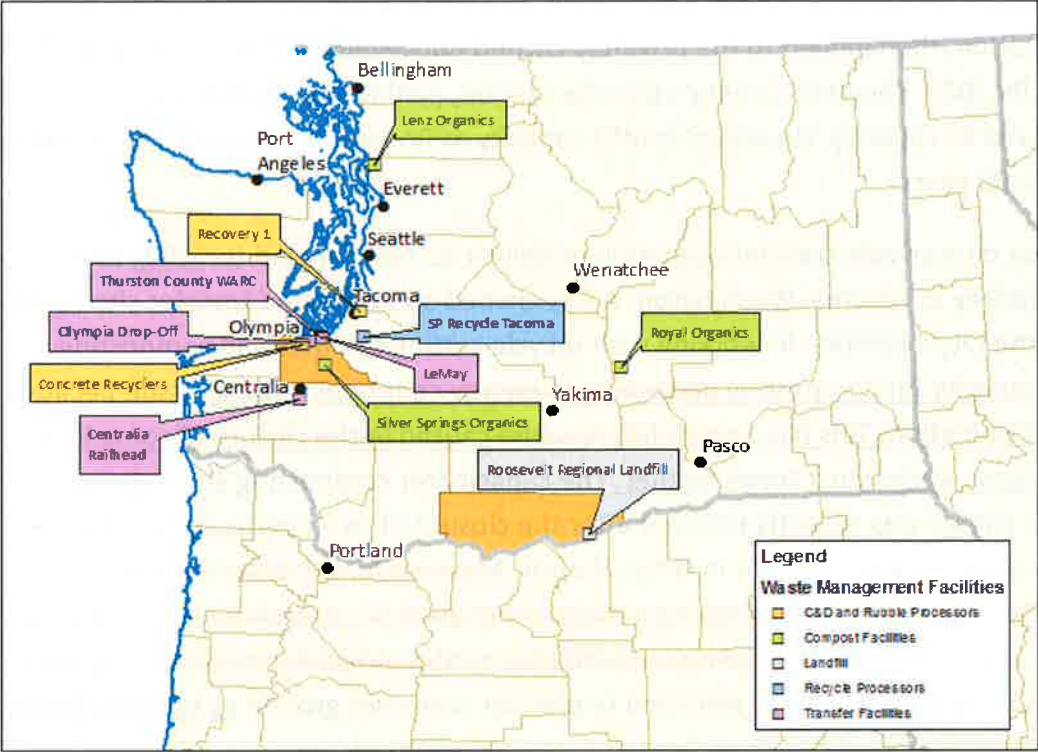 Bellingham
Lenz Organics
Port
Angeles
Everett
Recovery 1
Seattle
Thurston County WARC
Wenatchee
Tacoma
Olympia Drop-Off
Olympia
SP Recycle Tacoma
Royal Organics
Concrete Recyclers
LeMay
Centralia
Yakima
Silver Springs Organics
Centralia
Railhead
Pasco
Roosevelt Regional Landfill
Portland
Legend
Waste Management Facilities
C&D and Rubble Processors
Compost Facilities
Landfill
Recycle Processors
Transfer Facilities